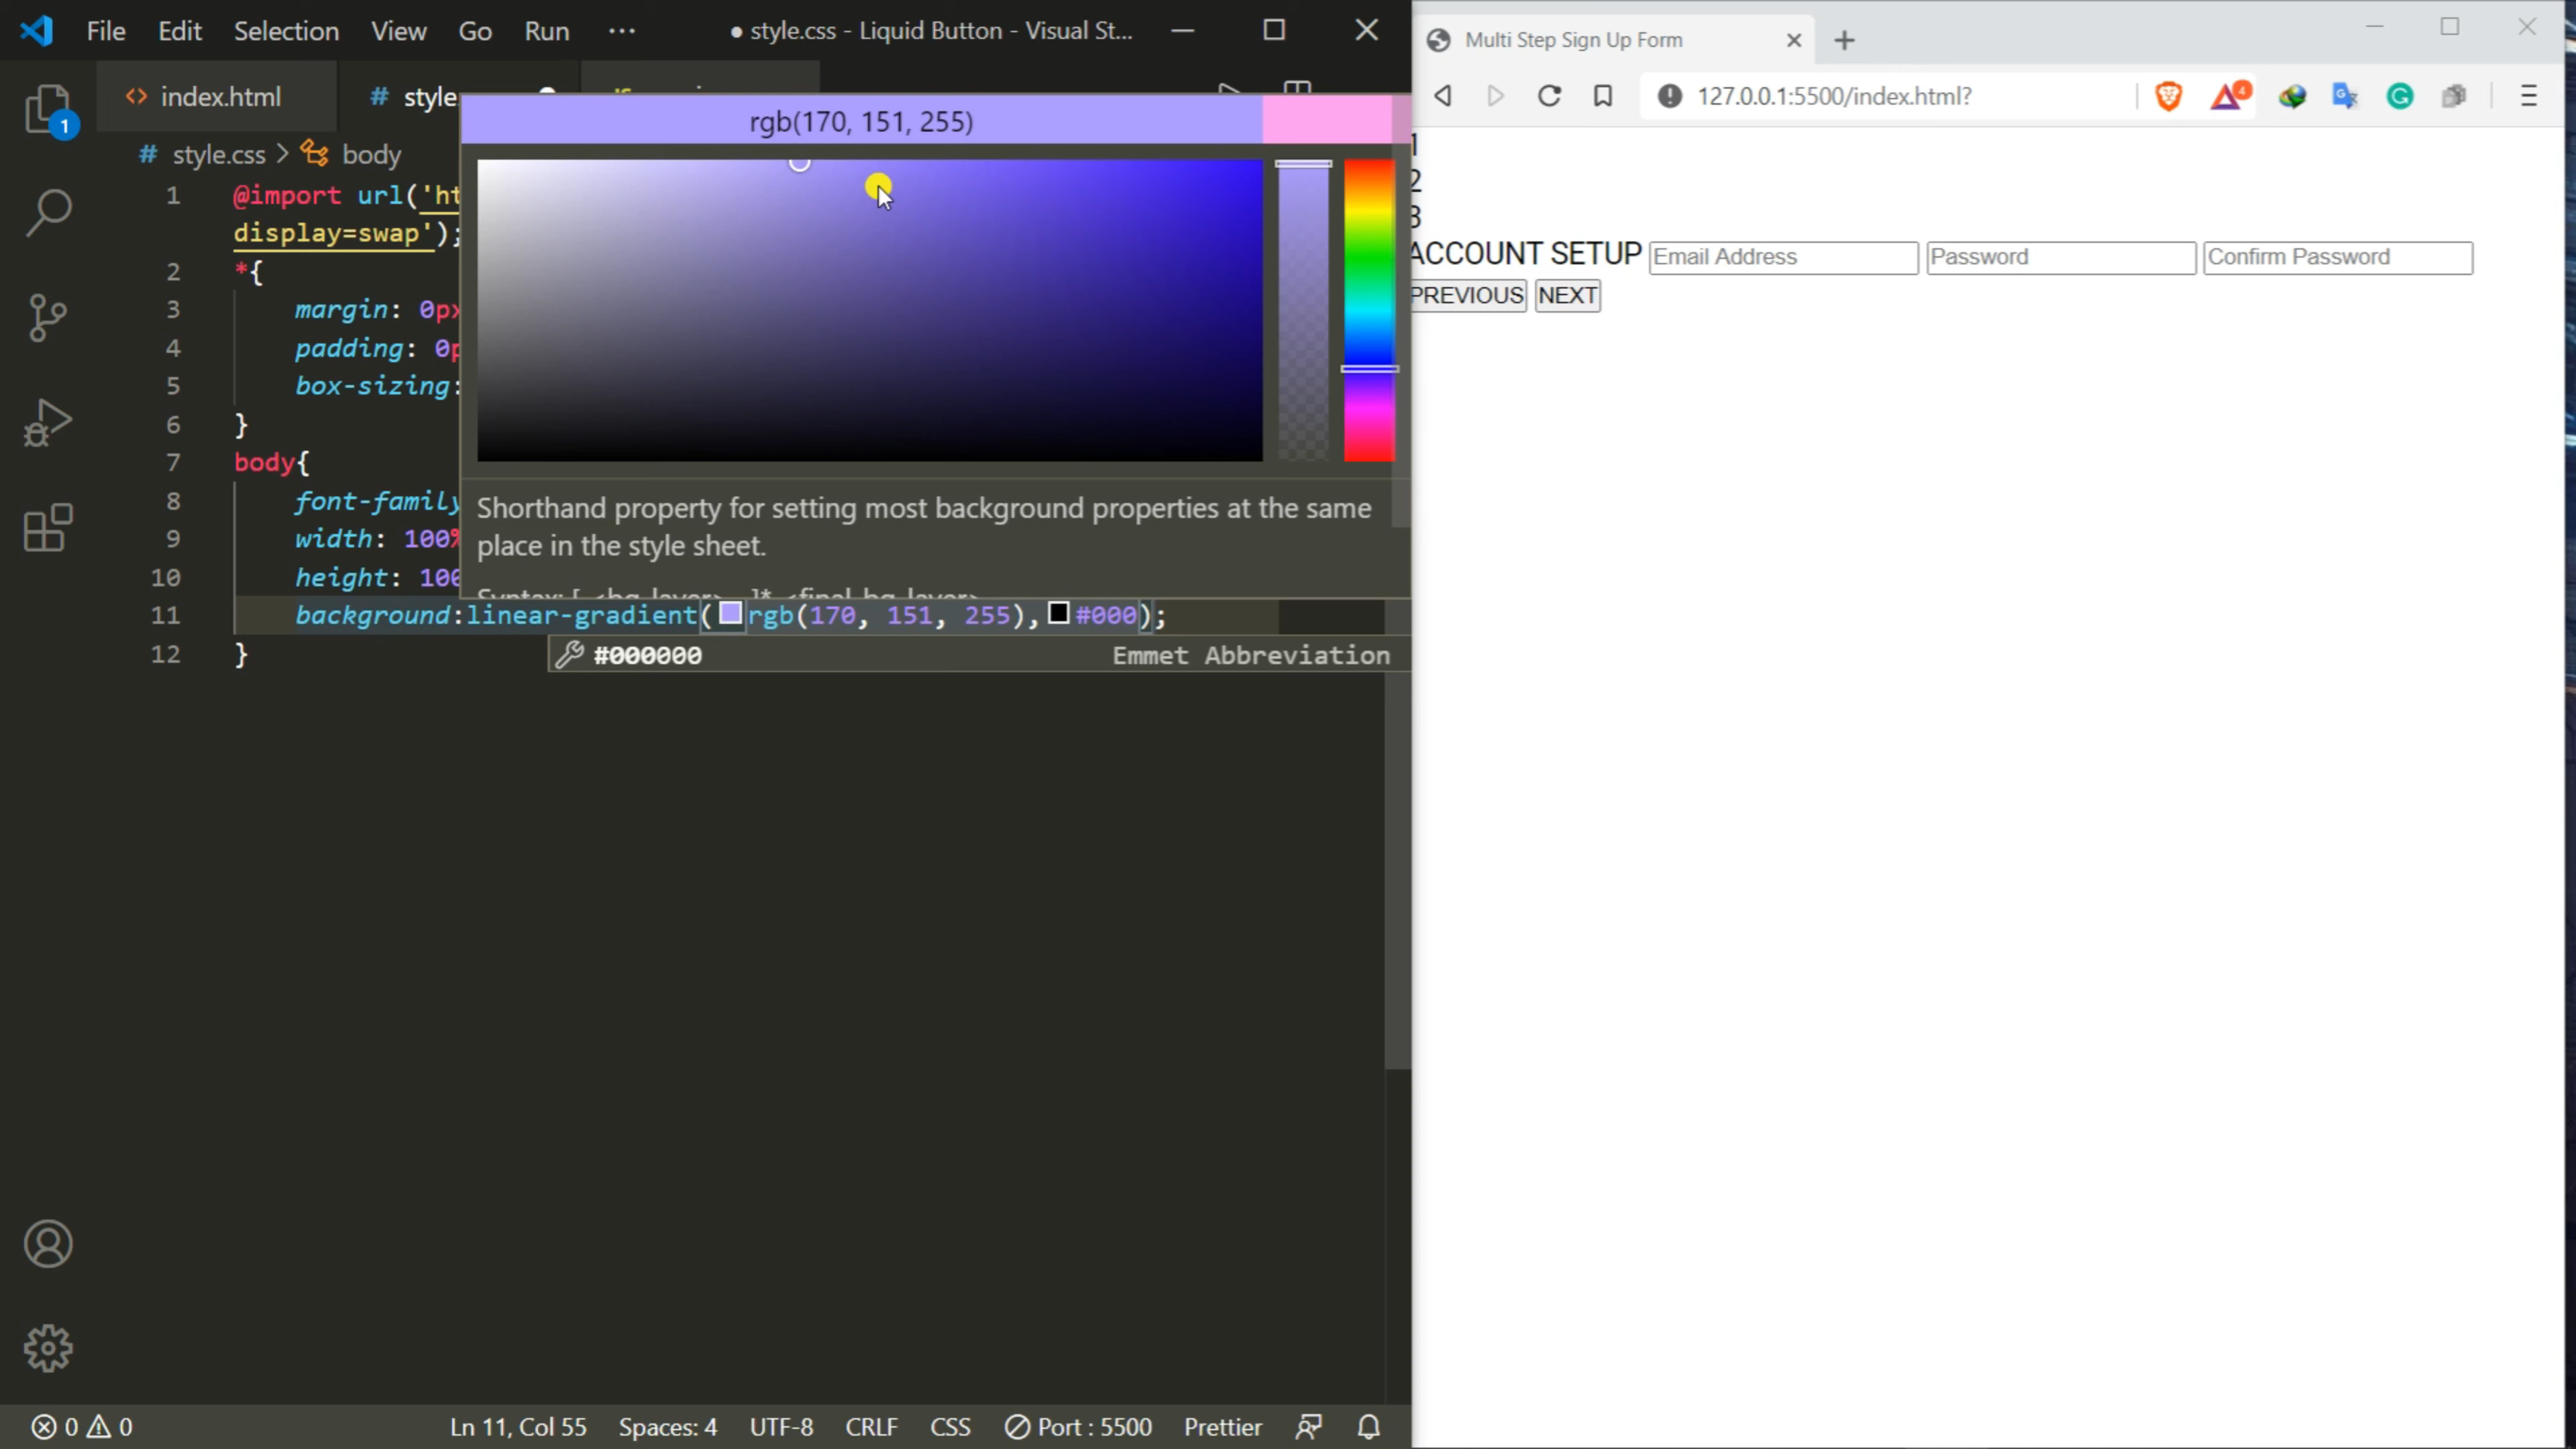 File Edit Selection View Go Run ··· ● style.css - Liquid Button - Visual St...
index.html
# style.
1
# style.css > body
rgb(170, 151, 255)
1 @import url('ht
display=swap');
2 *{
3 margin: 0px
4 padding: 0p
5 box-sizing:
6 }
7 body{
8 font-family
9 width: 100%
10 height: 100
11 background:linear-gradient(rgb(170, 151, 255),#000);
12 }
Shorthand property for setting most background properties at the same
place in the style sheet.
#000000 Emmet Abbreviation
0 0 Ln 11, Col 55 Spaces: 4 UTF-8 CRLF CSS Port : 5500 Prettier
Multi Step Sign Up Form
127.0.0.1:5500/index.html?
4
1
2
3
ACCOUNT SETUP Email Address Password Confirm Password
PREVIOUS NEXT